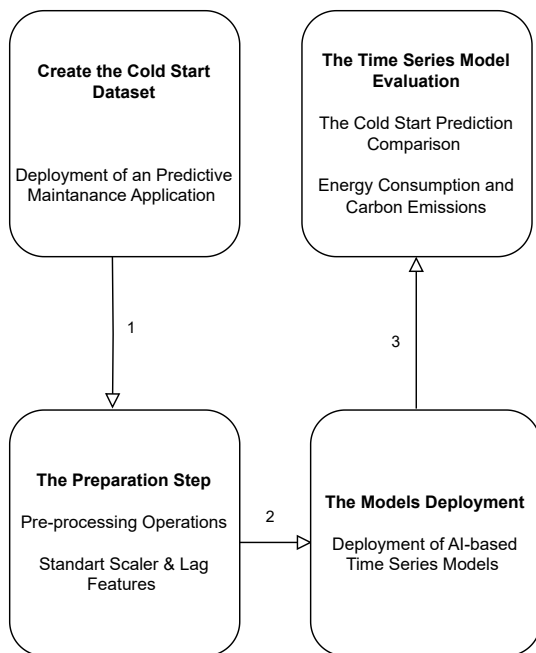 Create the Cold Start
Dataset
Deployment of an Predictive
Maintanance Application
1
The Preparation Step
Pre-processing Operations
Standart Scaler & Lag
Features
2
The Models Deployment
Deployment of AI-based
Time Series Models
3
The Time Series Model
Evaluation
The Cold Start Prediction
Comparison
Energy Consumption and
Carbon Emissions